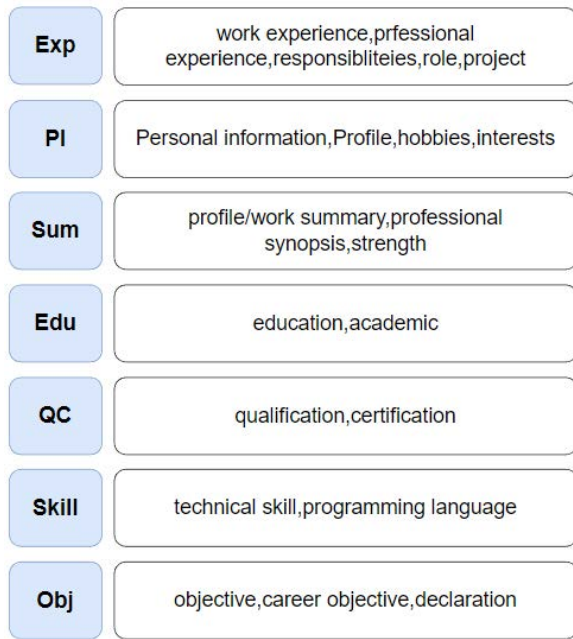 Exp
work experience,prfessional
experience,responsibliteies,role,project
PI
Personal information,Profile,hobbies,interests
Sum
profile/work summary,professional
synopsis,strength
Edu
education,academic
QC
qualification,certification
Skill
technical skill,programming language
Obj
objective,career objective,declaration